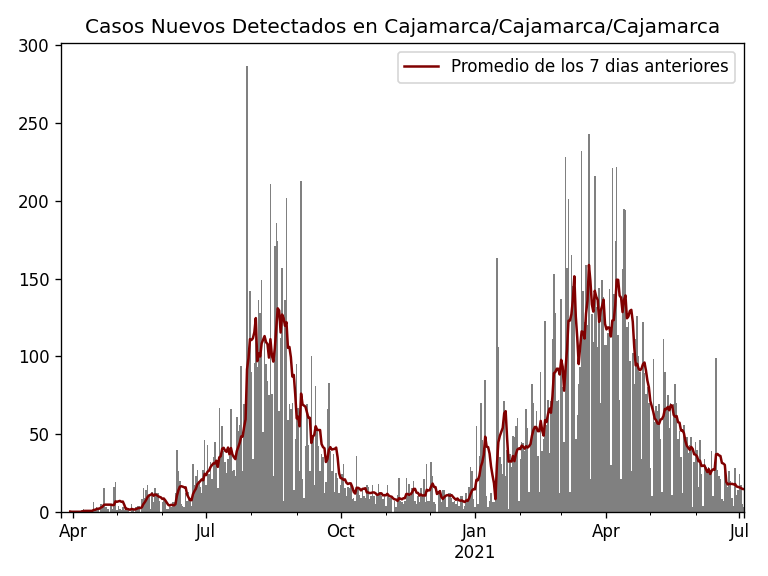 Casos Nuevos Detectados en Cajamarca/Cajamarca/Cajamarca
Promedio de los 7 dias anteriores
300
250
200
150
100
50
0
Apr Jul Oct Jan Apr Jul
2021